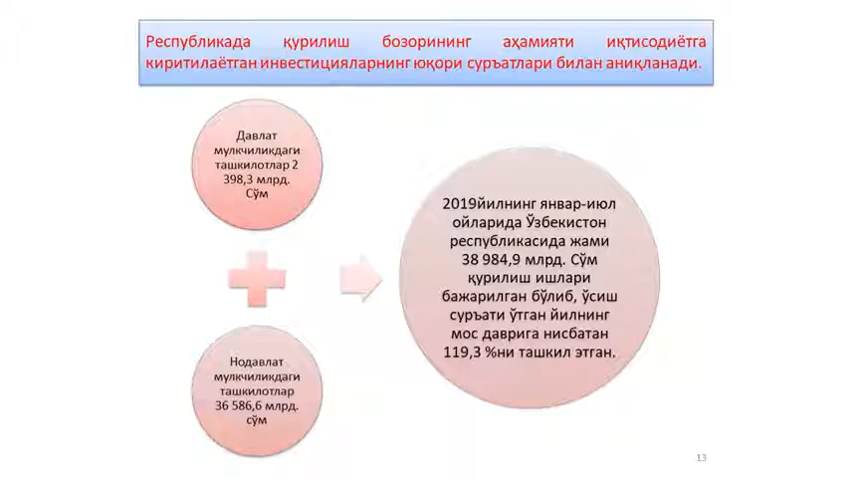 Республикада қурилиш бозорининг аҳамияти иқтисодиётга
киритилаётган инвестицияларнинг юқори суръатлари билан аниқланади.
Давлат
мулкчиликдаги
ташкилотлар 2
398,3 млрд.
Сўм
Нодавлат
мулкчиликдаги
ташкилотлар
36 586,6 млрд.
сўм
2019йилнинг январ-июл
ойларида Ўзбекистон
республикасида жами
38 984,9 млрд. Сўм
қурилиш ишлари
бажарилган бўлиб, ўсиш
суръати ўтган йилнинг
мос даврига нисбатан
119,3 %ни ташкил этган.
13